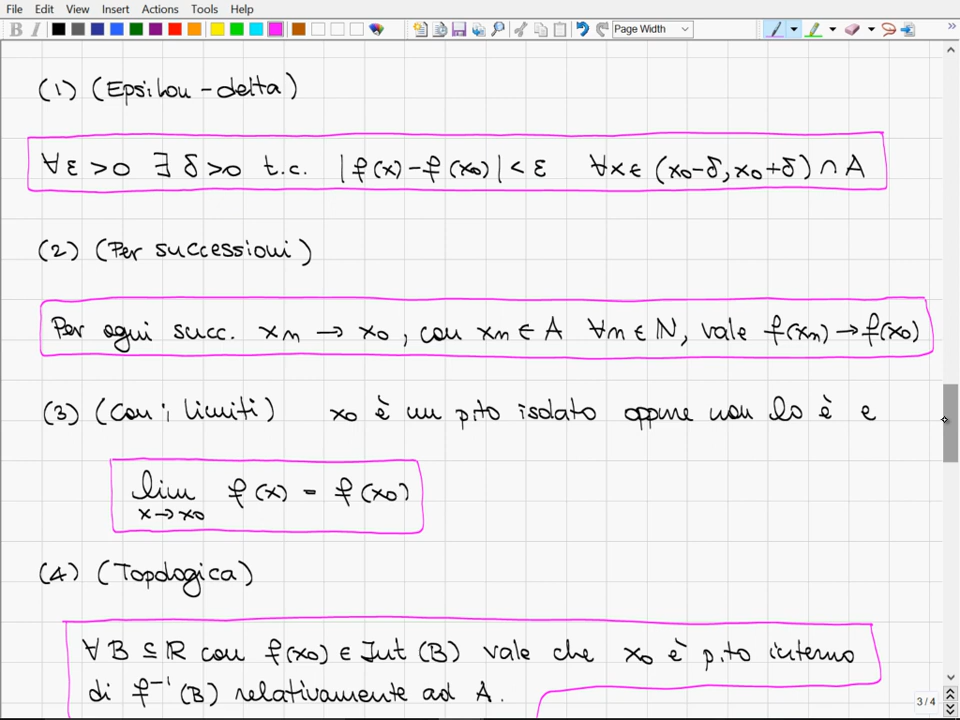 File Edit View Insert Actions Tools Help
B I Page Width
(1) (Epsilon-delta)
∀ε>0 ∃δ>0 t.c. |f(x)-f(x₀)|<ε ∀x∈(x₀-δ,x₀+δ)∩A
(2) (Per successioni)
Per ogni succ. xₙ→x₀, con xₙ∈A ∀n∈N, vale f(xₙ)→f(x₀)
(3) (Con i limiti) x₀ è un p.to isolato oppure non lo è e
lim f(x) = f(x₀)
x→x₀
(4) (Topologica)
∀B⊆R con f(x₀)∈Int(B) vale che x₀ è p.to interno
di f⁻¹(B) relativamente ad A.
3 / 4